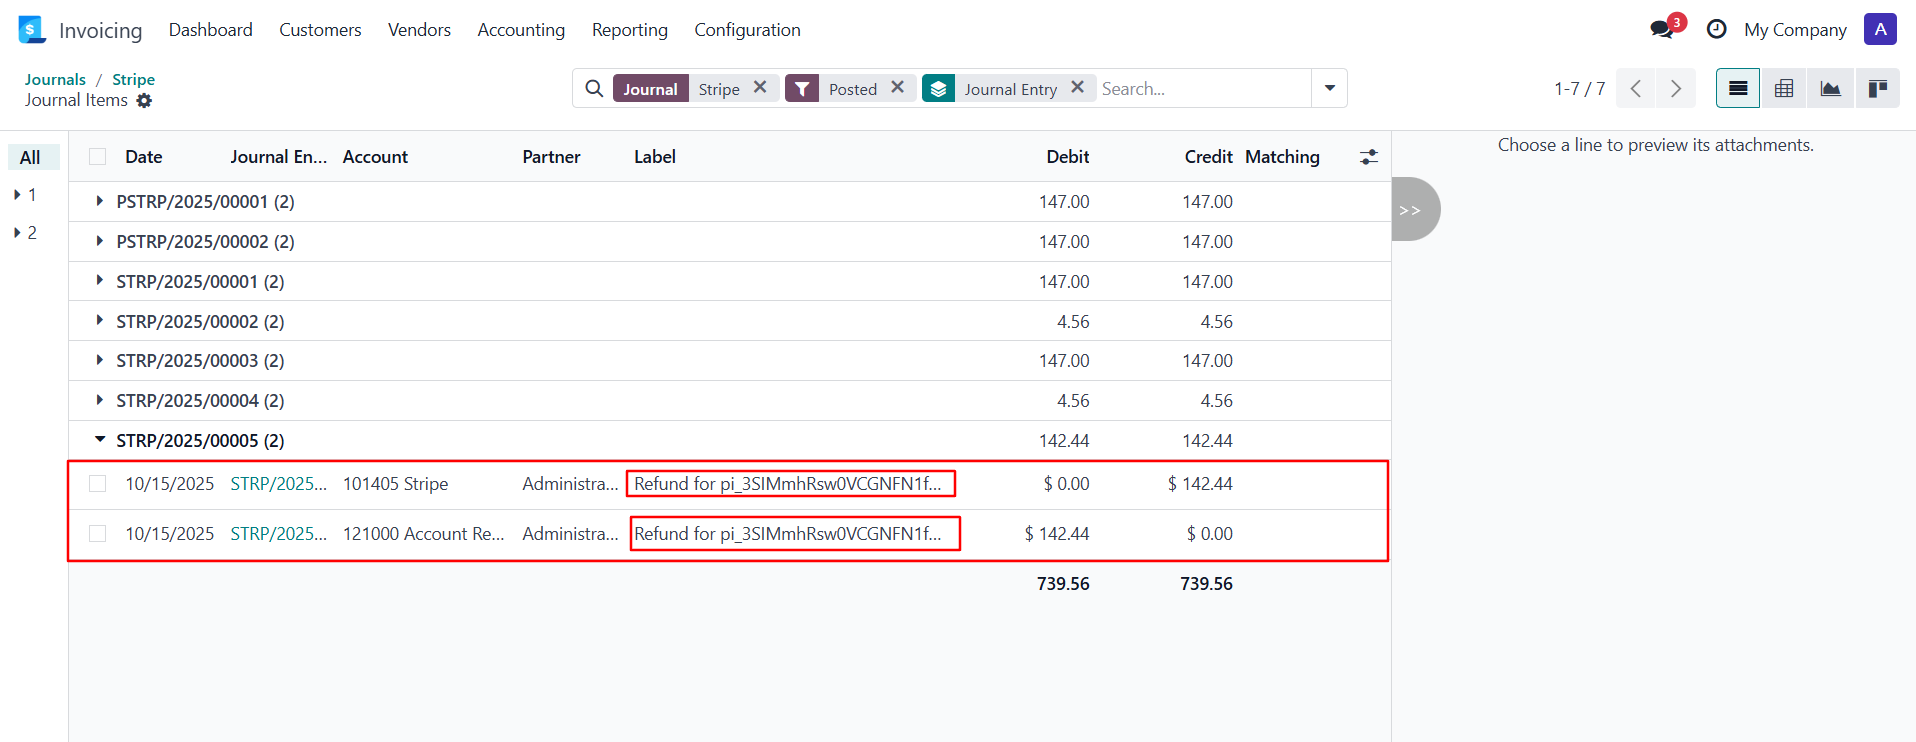 Invoicing Dashboard Customers Vendors Accounting Reporting Configuration 3 My Company A
Journals / Stripe
Journal Items
Journal Stripe Posted Journal Entry Search... 1-7 / 7
All
1
2
Date Journal En... Account Partner Label Debit Credit Matching
PSTRP/2025/00001 (2) 147.00 147.00
PSTRP/2025/00002 (2) 147.00 147.00
STRP/2025/00001 (2) 147.00 147.00
STRP/2025/00002 (2) 4.56 4.56
STRP/2025/00003 (2) 147.00 147.00
STRP/2025/00004 (2) 4.56 4.56
STRP/2025/00005 (2) 142.44 142.44
10/15/2025 STRP/2025... 101405 Stripe Administra... Refund for pi_3SIMmhRsw0VCGNFN1f... $ 0.00 $ 142.44
10/15/2025 STRP/2025... 121000 Account Re... Administra... Refund for pi_3SIMmhRsw0VCGNFN1f... $ 142.44 $ 0.00
739.56 739.56
Choose a line to preview its attachments.
>>